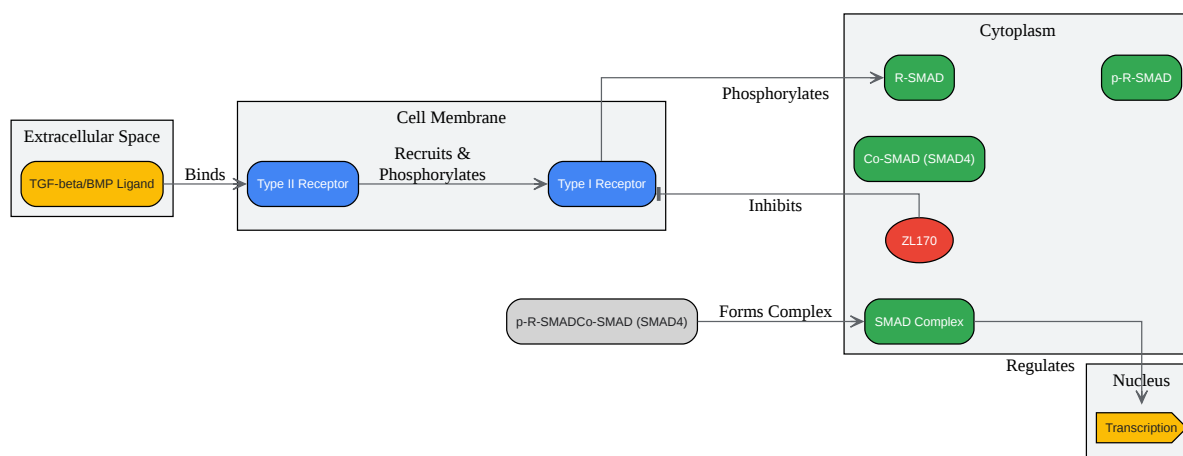 Cytoplasm
R-SMAD
p-R-SMAD
Phosphorylates
Cell Membrane
Extracellular Space
Recruits &
Phosphorylates
Co-SMAD (SMAD4)
Binds
TGF-beta/BMP Ligand
Type II Receptor
Type I Receptor
Inhibits
ZL170
Forms Complex
p-R-SMADCo-SMAD (SMAD4)
SMAD Complex
Regulates
Nucleus
Transcription